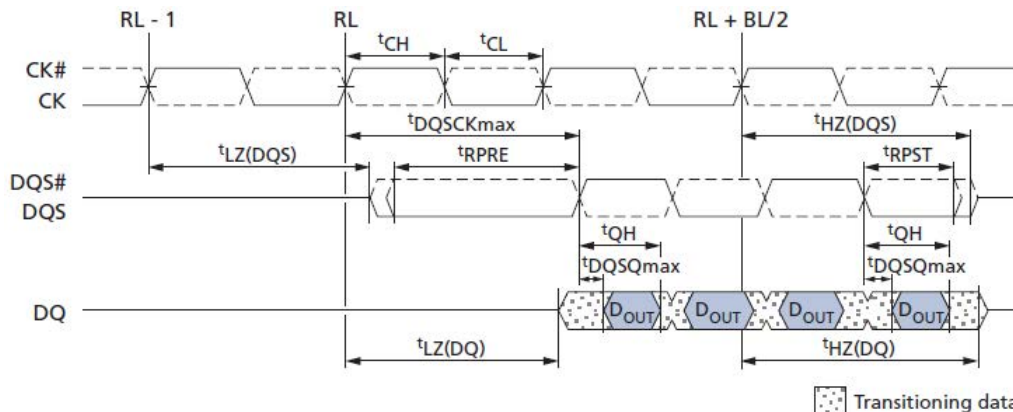 RL - 1 RL RL + BL/2
tCH tCL
CK#
CK
tDQSCKmax tHZ(DQS)
tLZ(DQS) tRPRE tRPST
DQS#
DQS
tQH tQH
tDQSQmax tDQSQmax
DQ DOUT DOUT DOUT DOUT
tLZ(DQ) tHZ(DQ)
Transitioning data